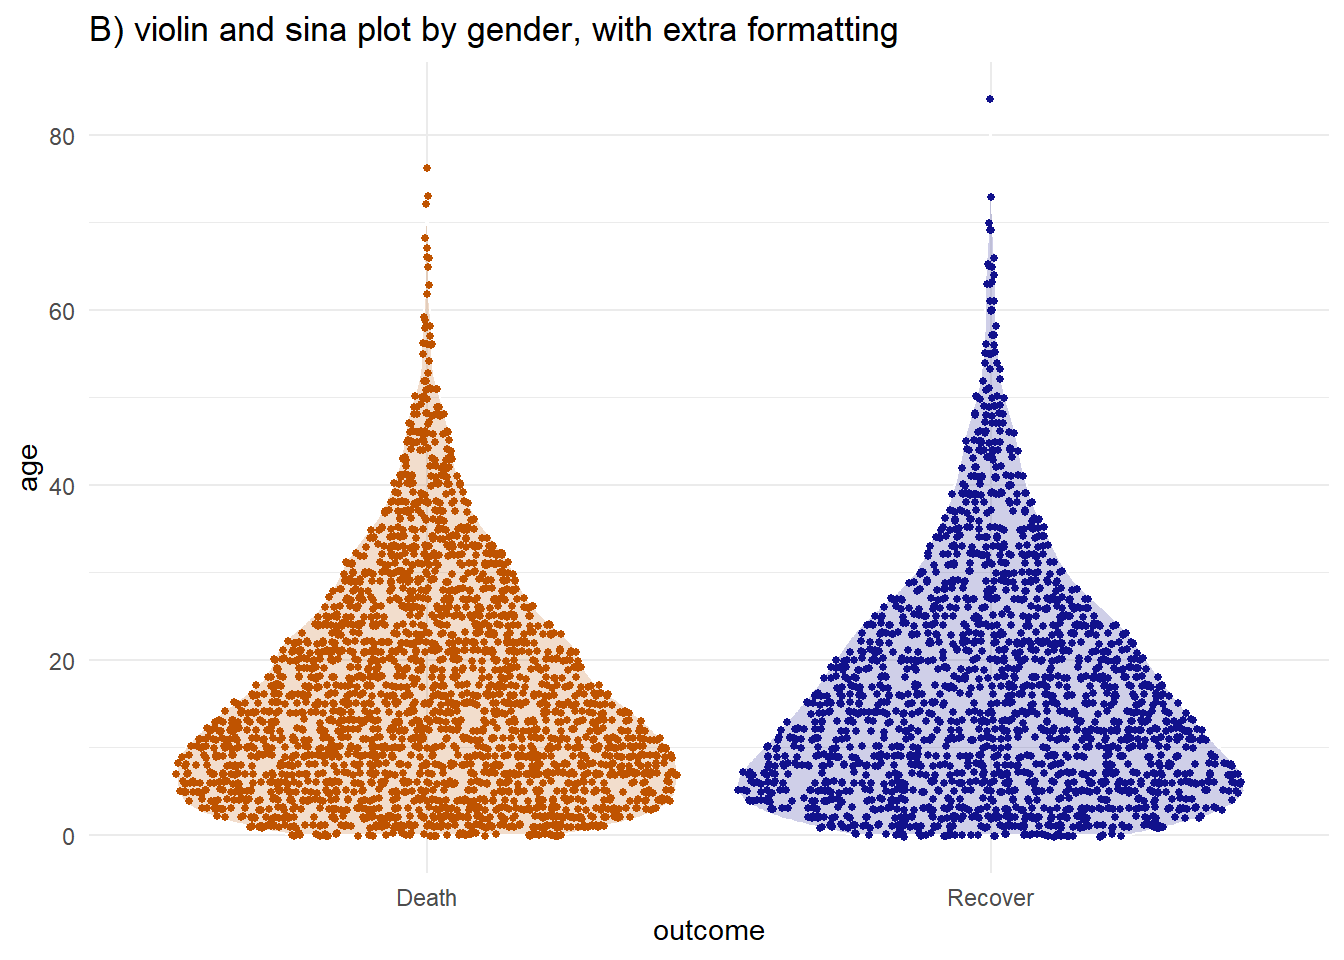 B) violin and sina plot by gender, with extra formatting
80
60
40
20
0
age
Death
Recover
outcome